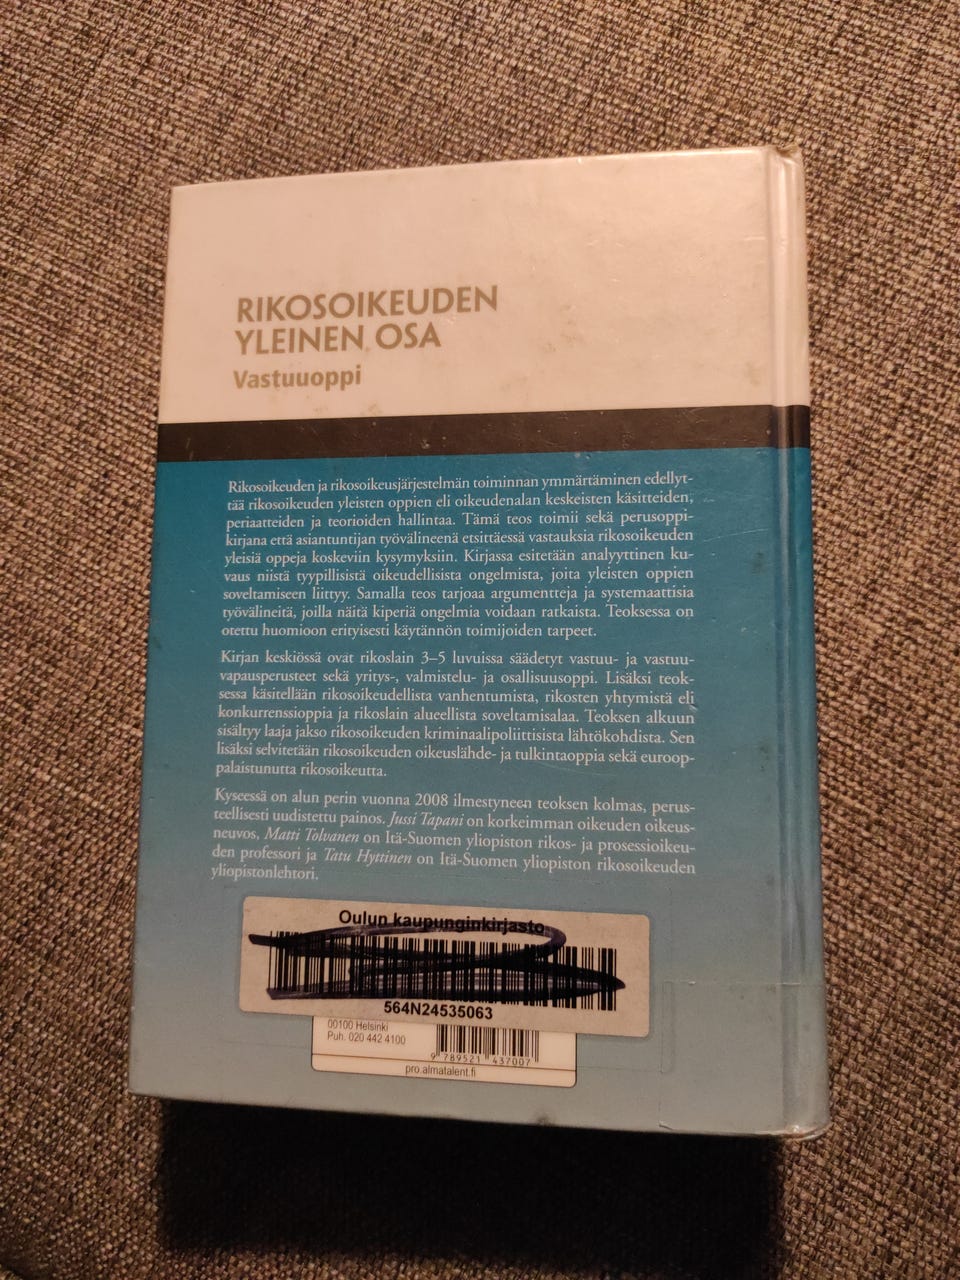 RIKOSOIKEUDEN
YLEINEN OSA
Vastuuoppi
Rikosoikeuden ja rikosoikeusjärjestelmän toiminnan ymmärtäminen edellyt-
tää rikosoikeuden yleisten oppien eli oikeudenalan keskeisten käsitteiden,
periaatteiden ja teorioiden hallintaa. Tämä teos toimii sekä perusoppi-
kirjana että asiantuntijan työvälineenä etsittäessä vastauksia rikosoikeuden
yleisiä oppeja koskeviin kysymyksiin. Kirjassa esitetään analyyttinen ku-
vaus niistä tyypillisistä oikeudellisista ongelmista, joita yleisten oppien
soveltamiseen liittyy. Samalla teos tarjoaa argumentteja ja systemaattisia
työvälineitä, joilla näitä kiperiä ongelmia voidaan ratkaista. Teoksessa on
otettu huomioon erityisesti käytännön toimijoiden tarpeet.
Kirjan keskiössä ovat rikoslain 3–5 luvuissa säädetyt vastuu- ja vastuu-
vapausperusteet sekä yritys-, valmistelu- ja osallisuusoppi. Lisäksi teok-
sessa käsitellään rikosoikeudellista vanhentumista, rikosten yhtymistä eli
konkurrenssioppia ja rikoslain alueellista soveltamisalaa. Teoksen alkuun
sisältyy laaja jakso rikosoikeuden kriminaalipoliittisista lähtökohdista. Sen
lisäksi selvitetään rikosoikeuden oikeuslähde- ja tulkintaoppia sekä euroop-
palaistunutta rikosoikeutta.
Kyseessä on alun perin vuonna 2008 ilmestyneen teoksen kolmas, perus-
teellisesti uudistettu painos. Jussi Tapani on korkeimman oikeuden oikeus-
neuvos, Matti Tolvanen on Itä-Suomen yliopiston rikos- ja prosessioikeu-
den professori ja Tatu Hyttinen on Itä-Suomen yliopiston rikosoikeuden
yliopistonlehtori.
Oulun kaupunginkirjasto
564N24535063
00100 Helsinki
Puh. 020 442 4100
9 789521 437007
pro.almatalent.fi